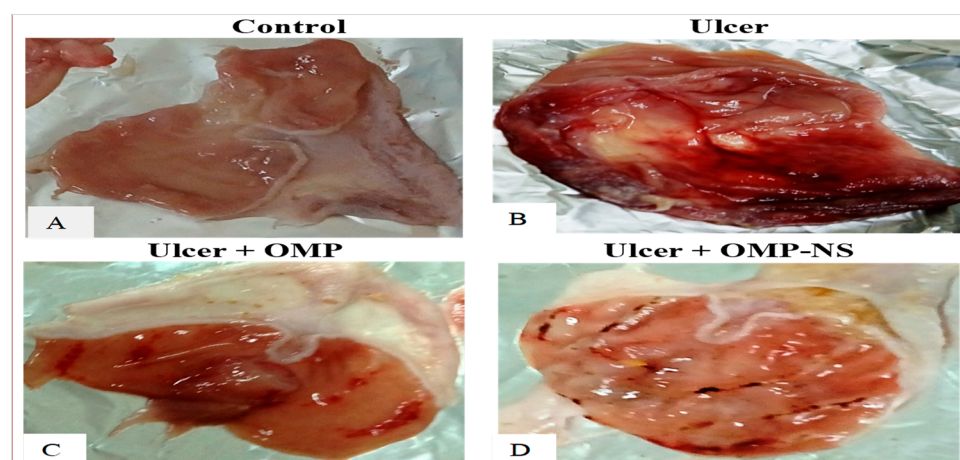 Control
Ulcer
A
B
Ulcer + OMP
Ulcer + OMP-NS
C
D